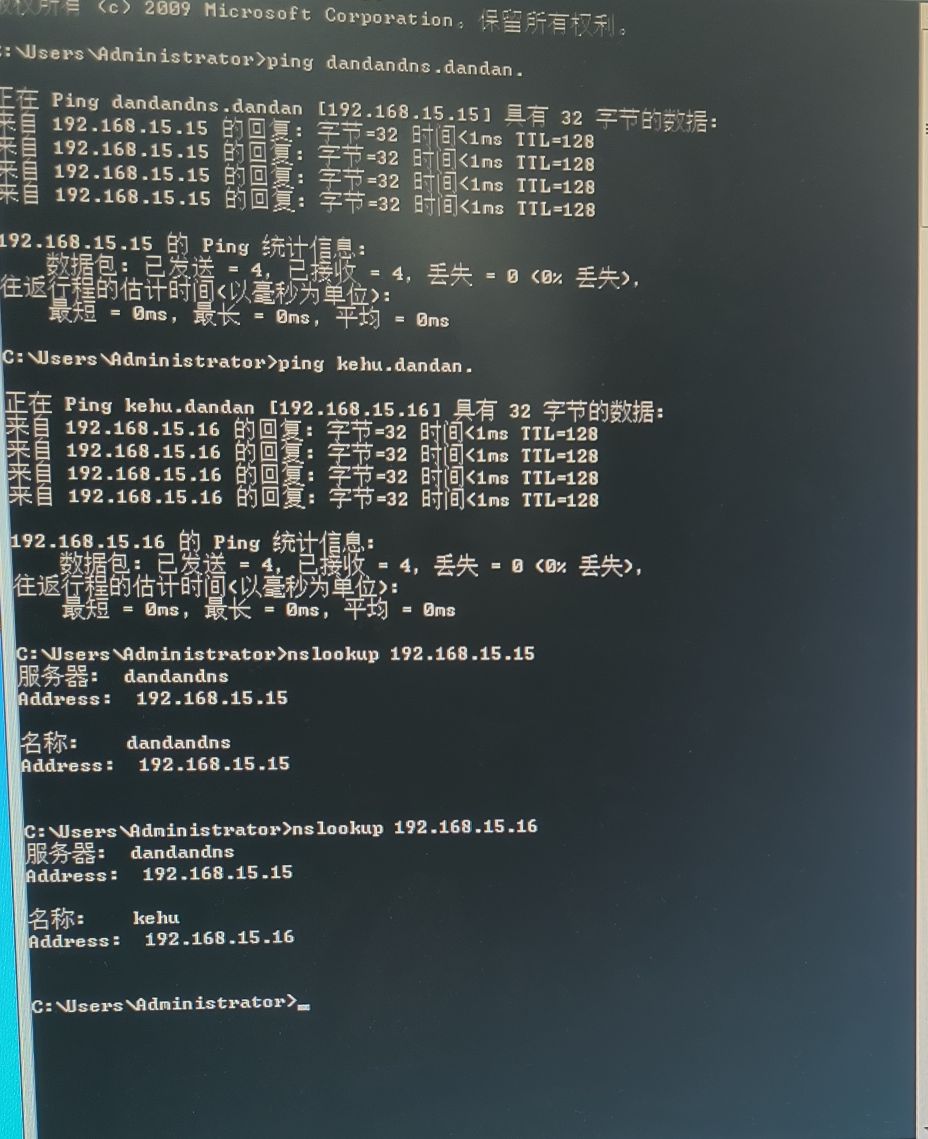 版权所有 (c) 2009 Microsoft Corporation。保留所有权利。
C:\Users\Administrator>ping dandandns.dandan.
正在 Ping dandandns.dandan [192.168.15.15] 具有 32 字节的数据:
来自 192.168.15.15 的回复: 字节=32 时间<1ms TTL=128
来自 192.168.15.15 的回复: 字节=32 时间<1ms TTL=128
来自 192.168.15.15 的回复: 字节=32 时间<1ms TTL=128
来自 192.168.15.15 的回复: 字节=32 时间<1ms TTL=128
192.168.15.15 的 Ping 统计信息:
数据包: 已发送 = 4, 已接收 = 4, 丢失 = 0 (0% 丢失),
往返行程的估计时间(以毫秒为单位):
最短 = 0ms, 最长 = 0ms, 平均 = 0ms
C:\Users\Administrator>ping kehu.dandan.
正在 Ping kehu.dandan [192.168.15.16] 具有 32 字节的数据:
来自 192.168.15.16 的回复: 字节=32 时间<1ms TTL=128
来自 192.168.15.16 的回复: 字节=32 时间<1ms TTL=128
来自 192.168.15.16 的回复: 字节=32 时间<1ms TTL=128
来自 192.168.15.16 的回复: 字节=32 时间<1ms TTL=128
192.168.15.16 的 Ping 统计信息:
数据包: 已发送 = 4, 已接收 = 4, 丢失 = 0 (0% 丢失),
往返行程的估计时间(以毫秒为单位):
最短 = 0ms, 最长 = 0ms, 平均 = 0ms
C:\Users\Administrator>nslookup 192.168.15.15
服务器: dandandns
Address: 192.168.15.15
名称: dandandns
Address: 192.168.15.15
C:\Users\Administrator>nslookup 192.168.15.16
服务器: dandandns
Address: 192.168.15.15
名称: kehu
Address: 192.168.15.16
C:\Users\Administrator>_